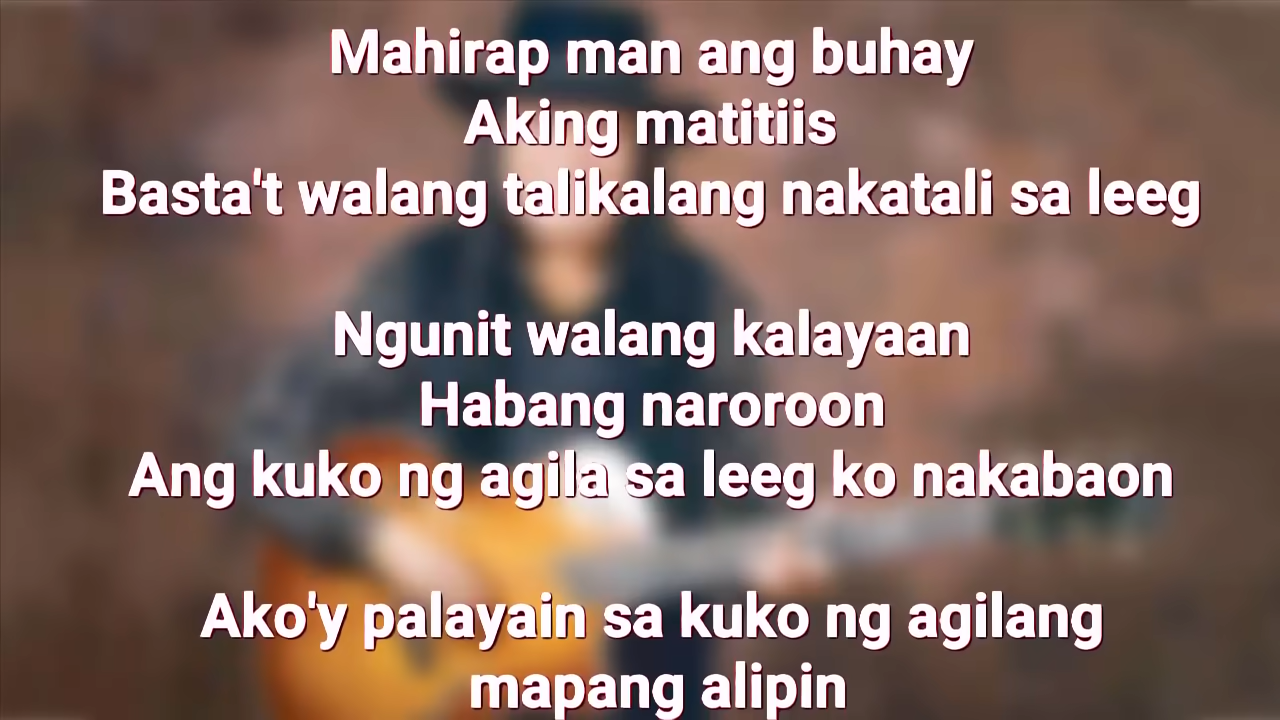 Mahirap man ang buhay
Aking matitiis
Basta't walang talikalang nakatali sa leeg
Ngunit walang kalayaan
Habang naroroon
Ang kuko ng agila sa leeg ko nakabaon
Ako'y palayain sa kuko ng agilang
mapang alipin